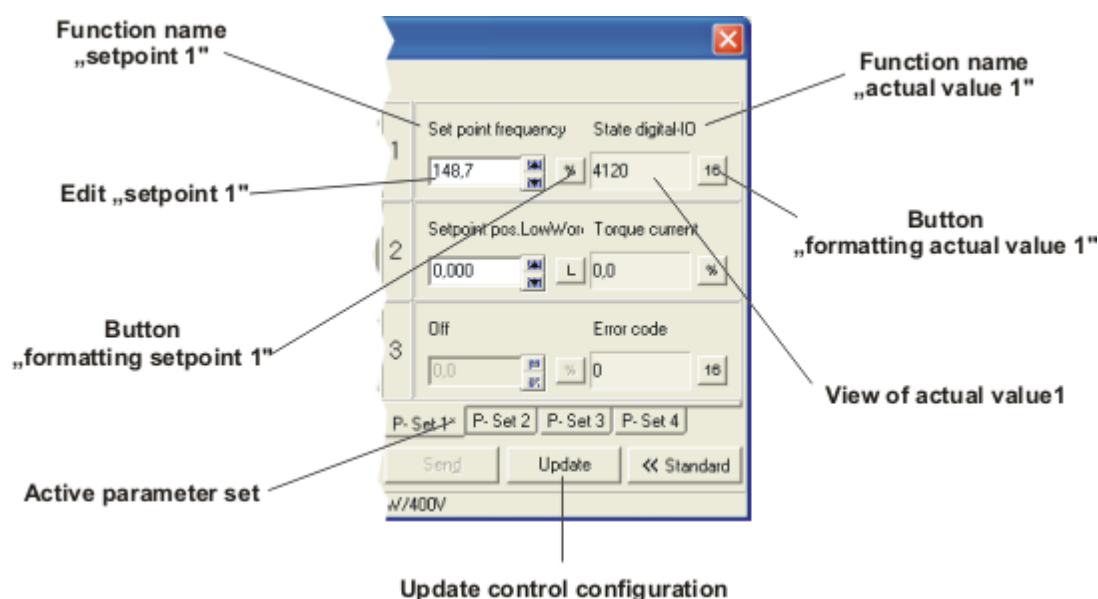 Function name
„setpoint 1"
Function name
„actual value 1"
1
Set point frequency
State digital-IO
148,7
%
4120
16
Edit „setpoint 1"
Button
„formatting actual value 1"
2
Setpoint pos.LowWor
Torque current
0,000
L
0,0
%
Button
„formatting setpoint 1"
3
Off
Error code
0,0
%
0
16
View of actual value1
P- Set 1*
P- Set 2
P- Set 3
P- Set 4
Send
Update
<< Standard
Active parameter set
W/400V
Update control configuration